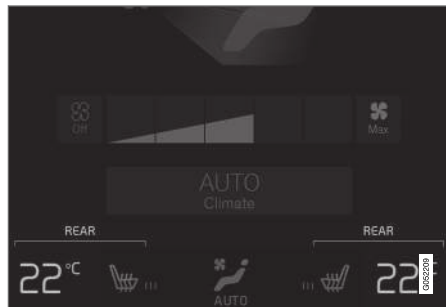 Off
Max
AUTO
Climate
REAR REAR
22°C 22°C
AUTO
G052209